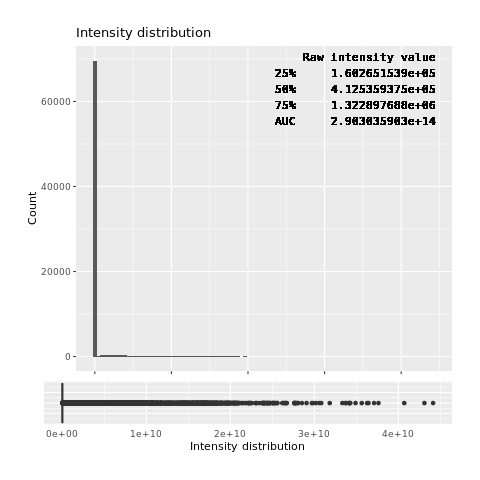 Intensity distribution
Raw intensity value
25% 1.602651539e+05
50% 4.125359375e+05
75% 1.322897688e+06
AUC 2.903035903e+14
60000
40000
20000
0
Count
0e+00 1e+10 2e+10 3e+10 4e+10
Intensity distribution